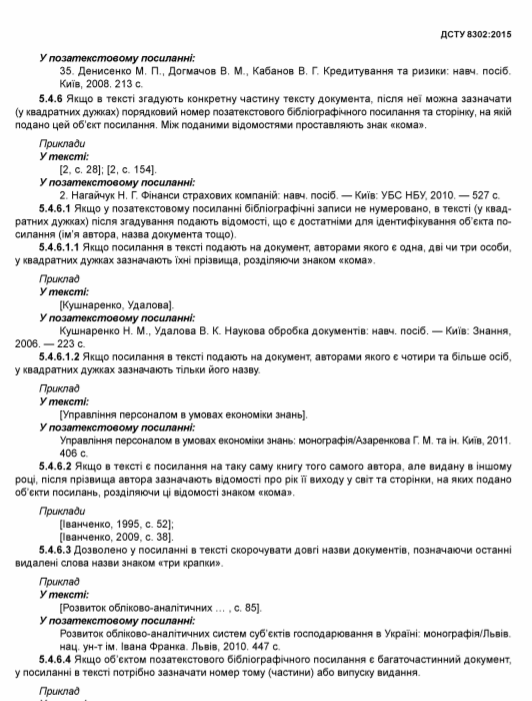 ДСТУ 8302:2015
У позатекстовому посиланні:
35. Денисенко М. П., Догмачов В. М., Кабанов В. Г. Кредитування та ризики: навч. посіб.
Київ, 2008. 213 с.
5.4.6 Якщо в тексті згадують конкретну частину тексту документа, після неї можна зазначати
(у квадратних дужках) порядковий номер позатекстового бібліографічного посилання та сторінку, на якій
подано цей об’єкт посилання. Між поданими відомостями проставляють знак «кома».
Приклади
У тексті:
[2, с. 28]; [2, с. 154].
У позатекстовому посиланні:
2. Нагайчук Н. Г. Фінанси страхових компаній: навч. посіб. — Київ: УБС НБУ, 2010. — 527 с.
5.4.6.1 Якщо у позатекстовому посиланні бібліографічні записи не нумеровано, в тексті (у квад-
ратних дужках) після згадування подають відомості, що є достатніми для ідентифікування об’єкта по-
силання (ім’я автора, назва документа тощо).
5.4.6.1.1 Якщо посилання в тексті подають на документ, авторами якого є одна, дві чи три особи,
у квадратних дужках зазначають їхні прізвища, розділяючи знаком «кома».
Приклад
У тексті:
[Кушнаренко, Удалова].
У позатекстовому посиланні:
Кушнаренко Н. М., Удалова В. К. Наукова обробка документів: навч. посіб. — Київ: Знання,
2006. — 223 с.
5.4.6.1.2 Якщо посилання в тексті подають на документ, авторами якого є чотири та більше осіб,
у квадратних дужках зазначають тільки його назву.
Приклад
У тексті:
[Управління персоналом в умовах економіки знань].
У позатекстовому посиланні:
Управління персоналом в умовах економіки знань: монографія/Азаренкова Г. М. та ін. Київ, 2011.
406 с.
5.4.6.2 Якщо в тексті є посилання на таку саму книгу того самого автора, але видану в іншому
році, після прізвища автора зазначають відомості про рік її виходу у світ та сторінки, на яких подано
об’єкти посилань, розділяючи ці відомості знаком «кома».
Приклади
[Іванченко, 1995, с. 52];
[Іванченко, 2009, с. 38].
5.4.6.3 Дозволено у посиланні в тексті скорочувати довгі назви документів, позначаючи останні
видалені слова назви знаком «три крапки».
Приклад
У тексті:
[Розвиток обліково-аналітичних ... , с. 85].
У позатекстовому посиланні:
Розвиток обліково-аналітичних систем суб’єктів господарювання в Україні: монографія/Львів.
нац. ун-т ім. Івана Франка. Львів, 2010. 447 с.
5.4.6.4 Якщо об’єктом позатекстового бібліографічного посилання є багаточастинний документ,
у посиланні в тексті потрібно зазначати номер тому (частини) або випуску видання.
Приклад